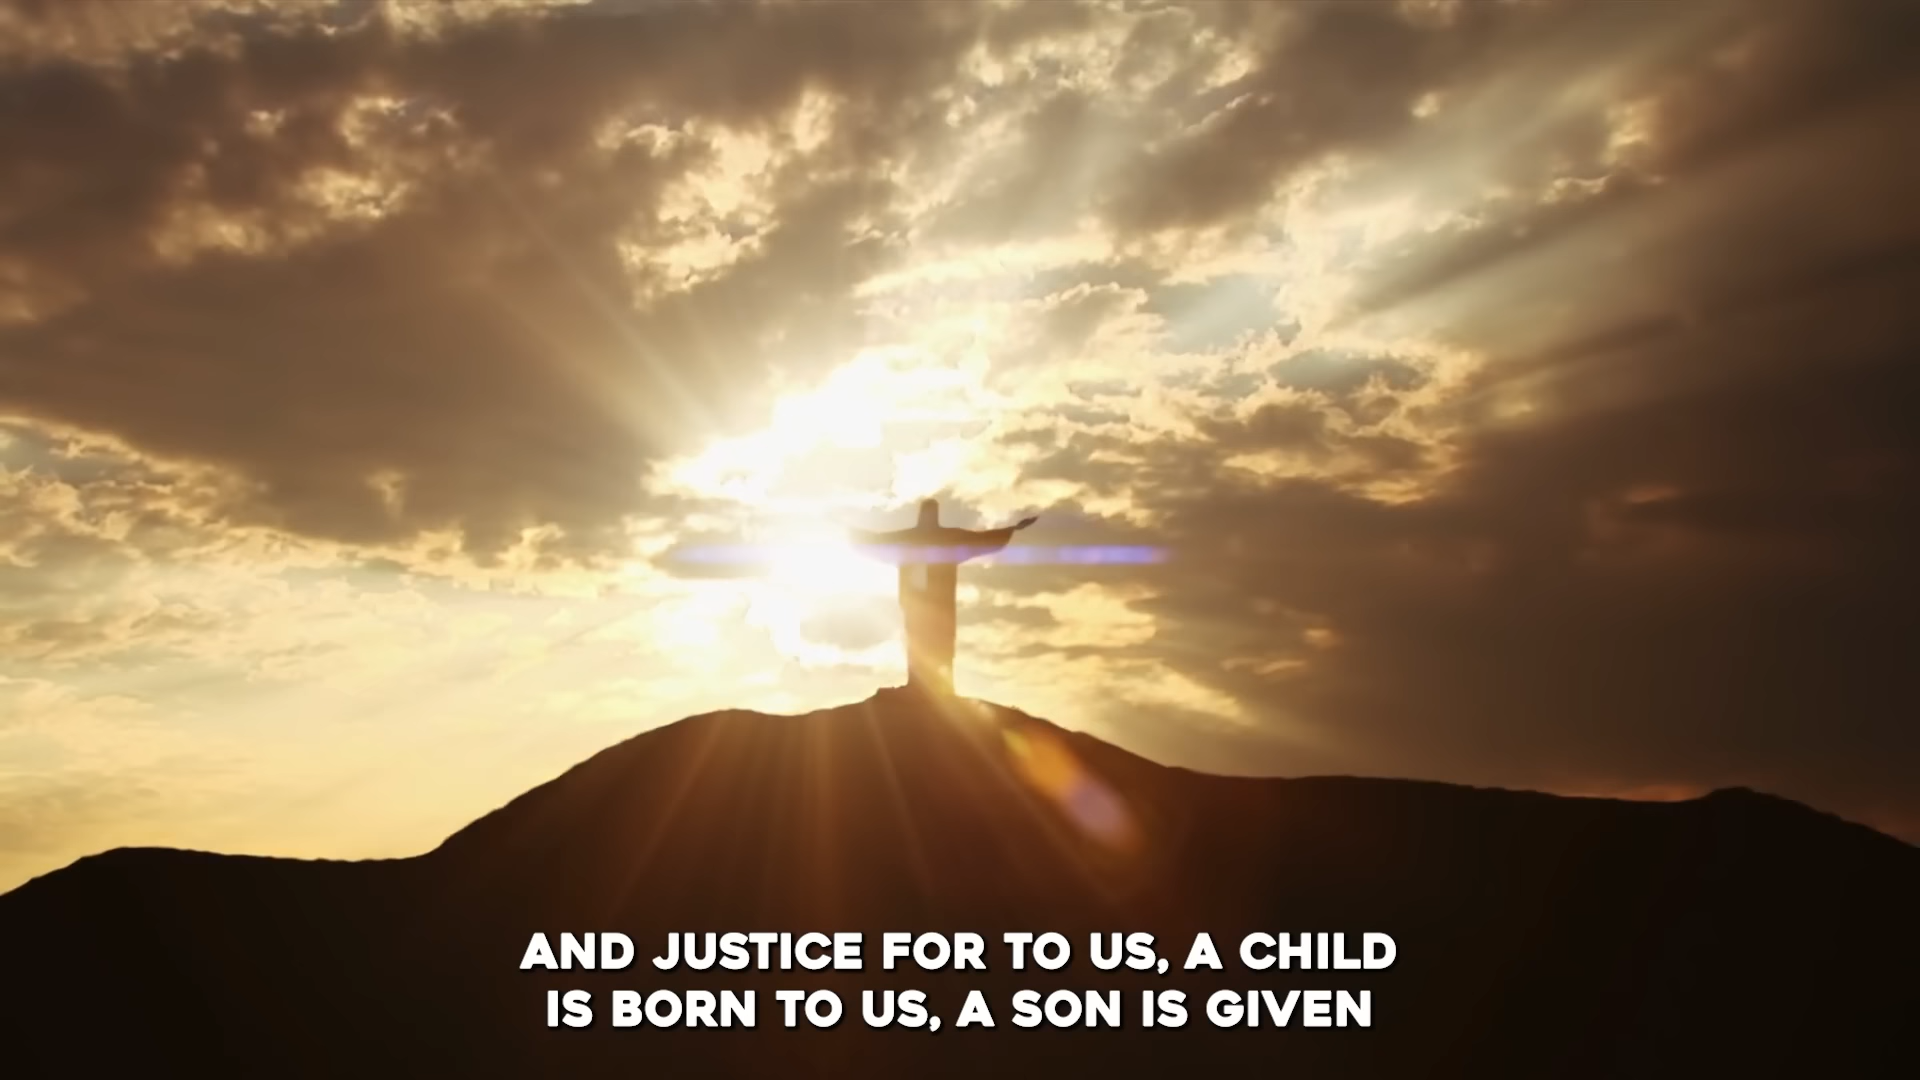 AND JUSTICE FOR TO US, A CHILD
IS BORN TO US, A SON IS GIVEN